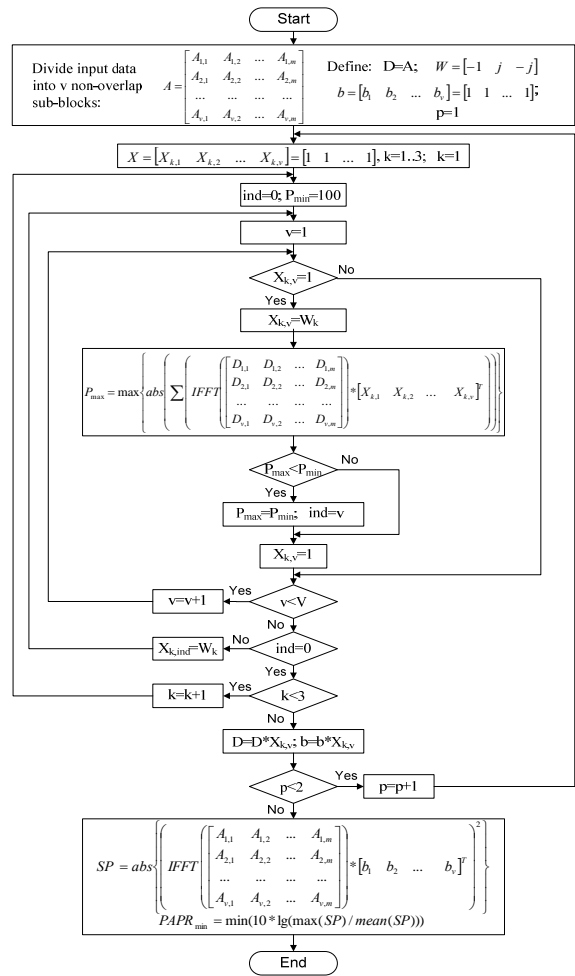 Start
Divide input data
into v non-overlap
sub-blocks:
A = [A1,1 A1,2 ... A1,m
A2,1 A2,2 ... A2,m
... ... ... ...
Av,1 Av,2 ... Av,m]
Define: D=A; W = [−1 j −j]
b = [b1 b2 ... bv] = [1 1 ... 1];
p=1
X = [Xk,1 Xk,2 ... Xk,v] = [1 1 ... 1], k=1..3; k=1
ind=0; Pmin=100
v=1
Xk,v=1
No
Yes
Xk,v=Wk
Pmax = max{abs(∑(IFFT([D1,1 D1,2 ... D1,m
D2,1 D2,2 ... D2,m
... ... ... ...
Dv,1 Dv,2 ... Dv,m])*[Xk,1 Xk,2 ... Xk,v]^T))}
Pmax<Pmin
No
Yes
Pmax=Pmin; ind=v
Xk,v=1
v<V
Yes
v=v+1
No
ind=0
No
Xk,ind=Wk
Yes
k<3
Yes
k=k+1
No
D=D*Xk,v; b=b*Xk,v
p<2
Yes
p=p+1
No
SP = abs{(IFFT([A1,1 A1,2 ... A1,m
A2,1 A2,2 ... A2,m
... ... ... ...
Av,1 Av,2 ... Av,m])*[b1 b2 ... bv]^T)^2}
PAPRmin = min(10*lg(max(SP)/mean(SP)))
End